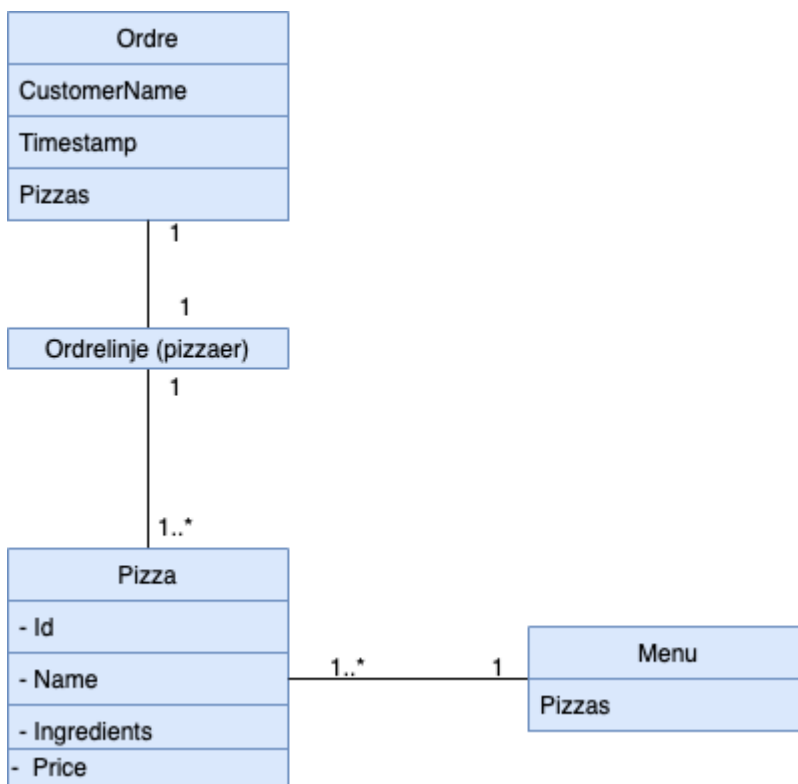 Ordre
CustomerName
Timestamp
Pizzas
1
1
Ordrelinje (pizzaer)
1
1..*
Pizza
- Id
- Name
- Ingredients
- Price
1..*
1
Menu
Pizzas